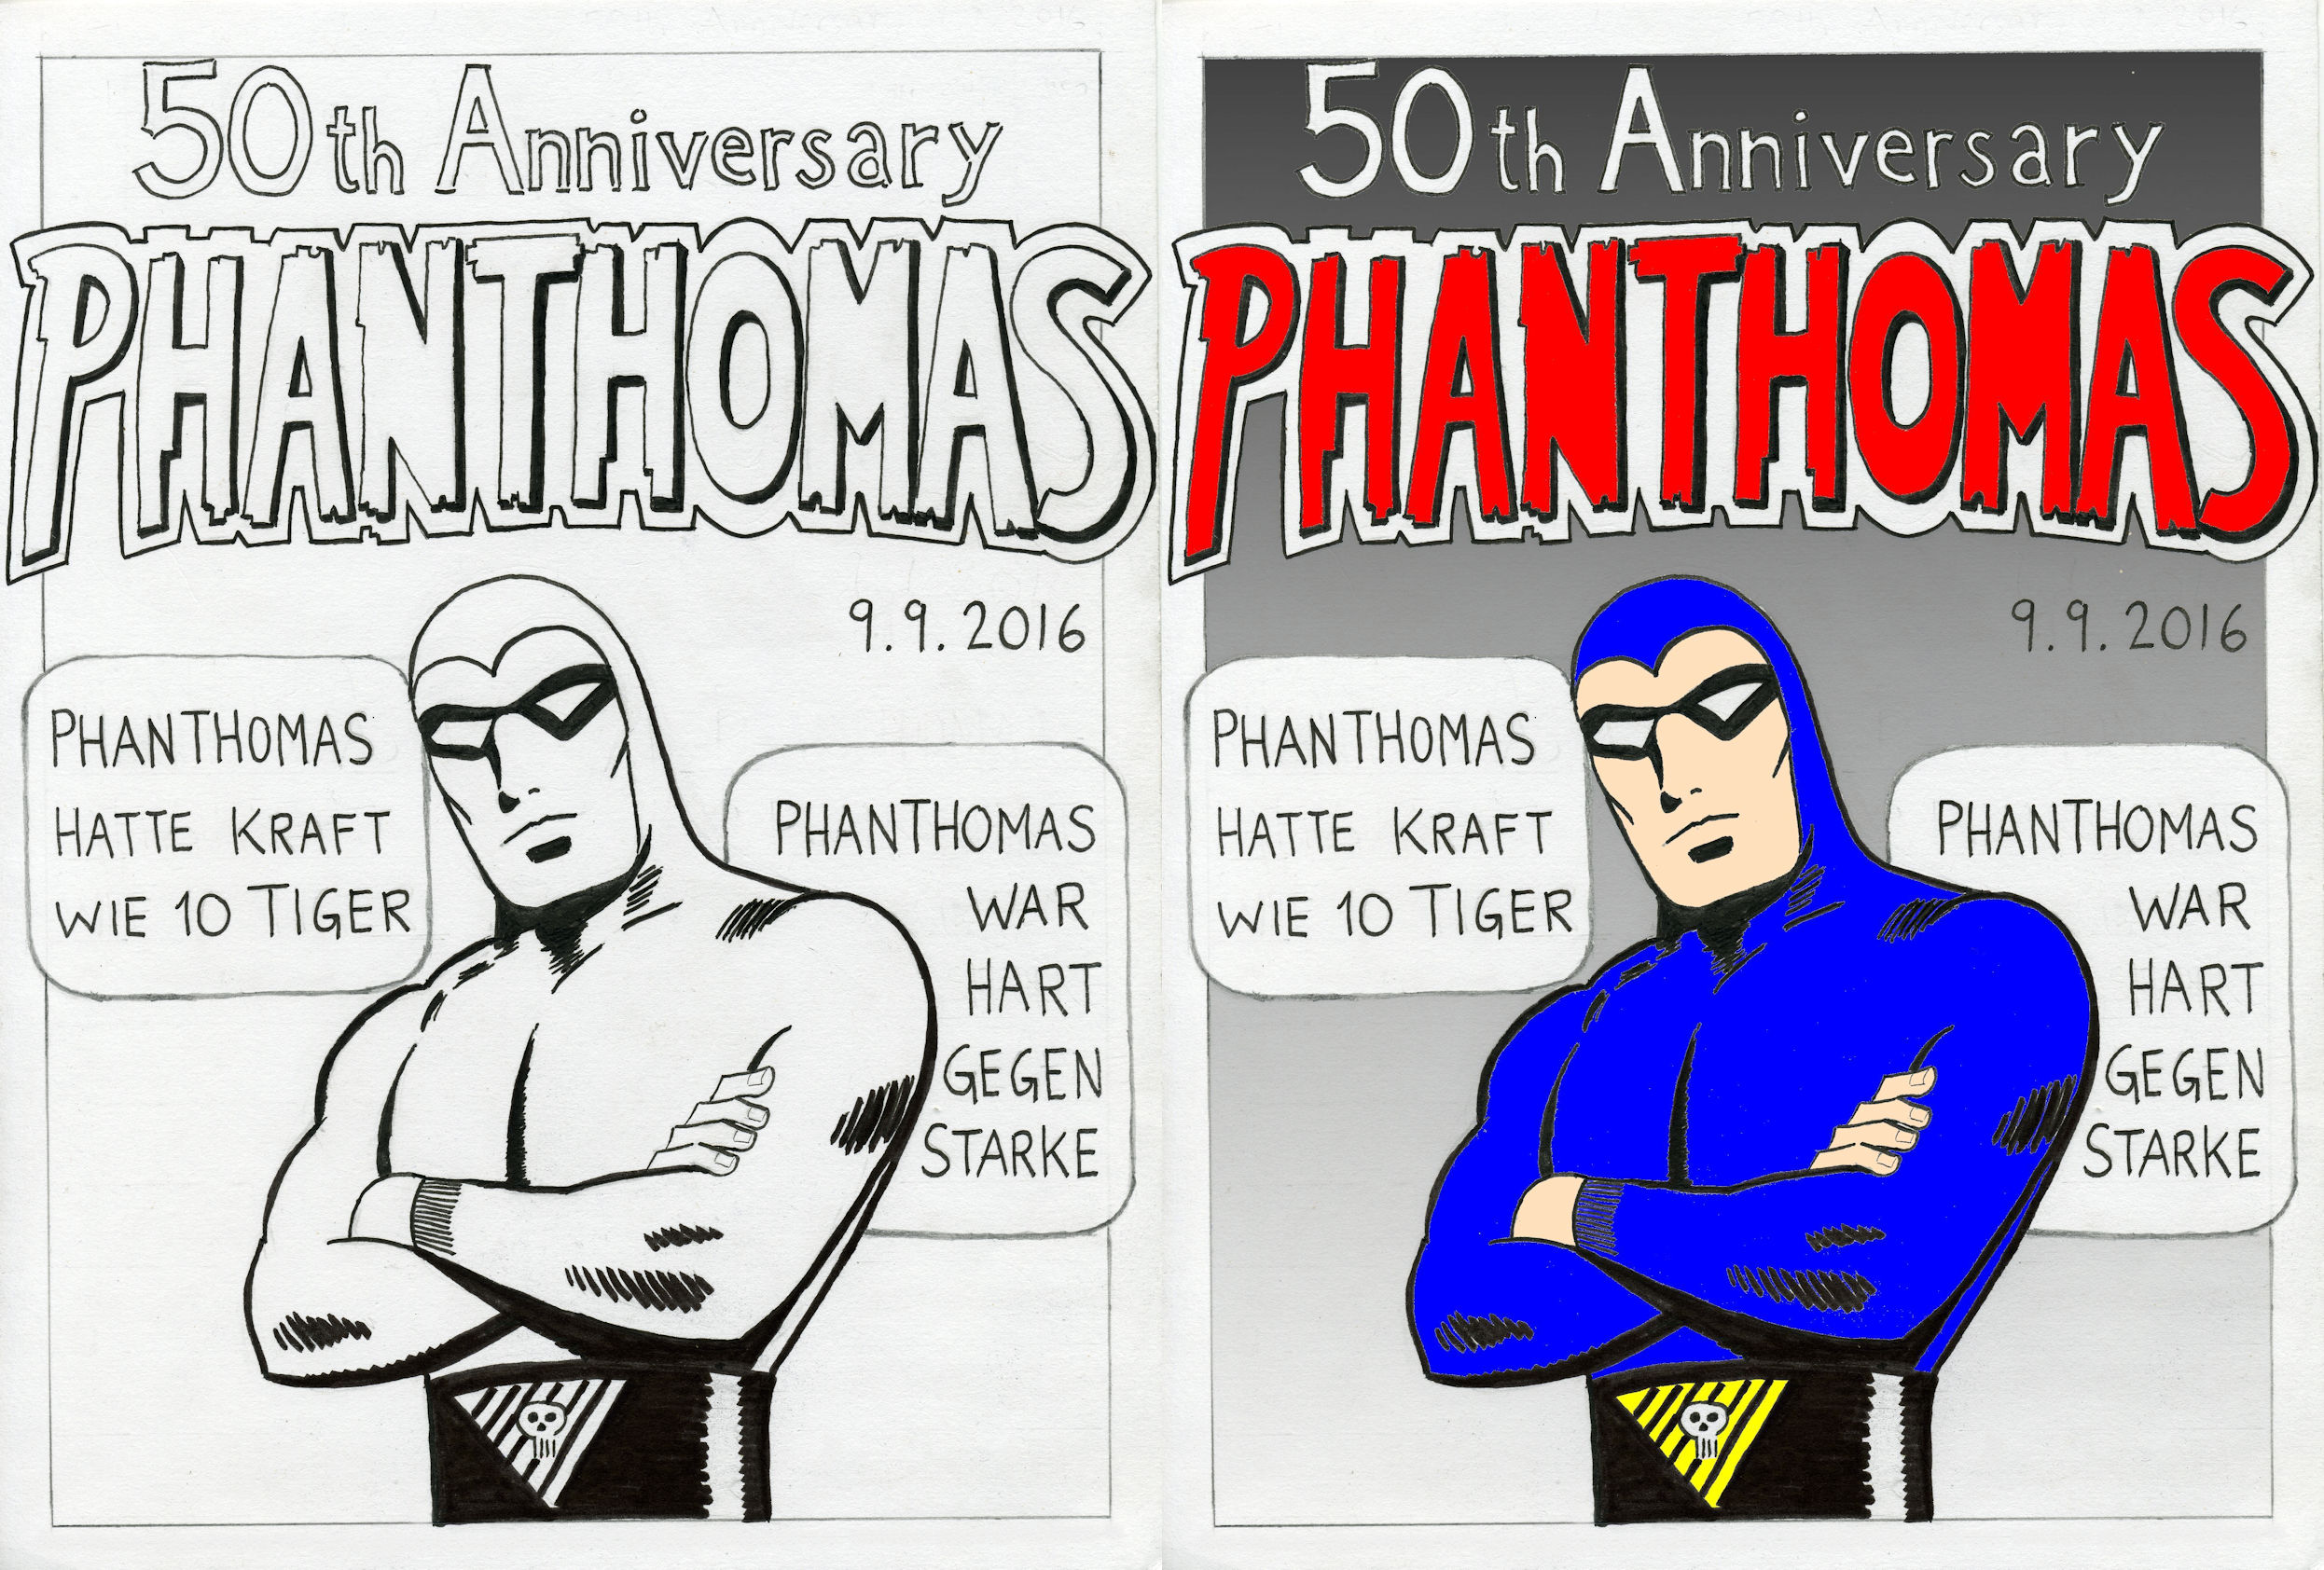 50th Anniversary
PHANTHOMAS
9.9.2016
PHANTHOMAS
HATTE KRAFT
WIE 10 TIGER
PHANTHOMAS
WAR
HART
GEGEN
STARKE
50th Anniversary
PHANTHOMAS
9.9.2016
PHANTHOMAS
HATTE KRAFT
WIE 10 TIGER
PHANTHOMAS
WAR
HART
GEGEN
STARKE